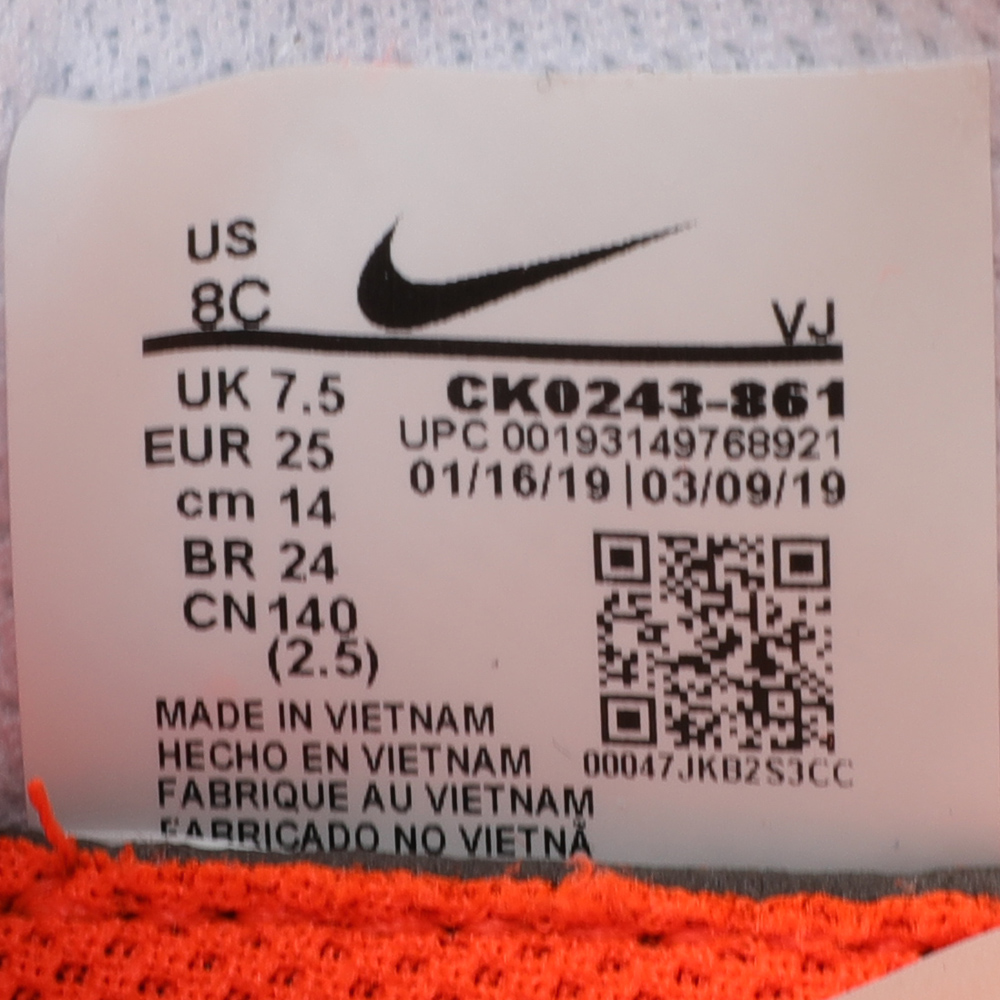 US
8C
VJ
UK 7.5
CK0243-861
EUR 25
UPC 00193149768921
01/16/19 | 03/09/19
cm 14
BR 24
CN 140
(2.5)
MADE IN VIETNAM
HECHO EN VIETNAM
00047JKB2S3CC
FABRIQUE AU VIETNAM
FABRICADO NO VIETNÃ